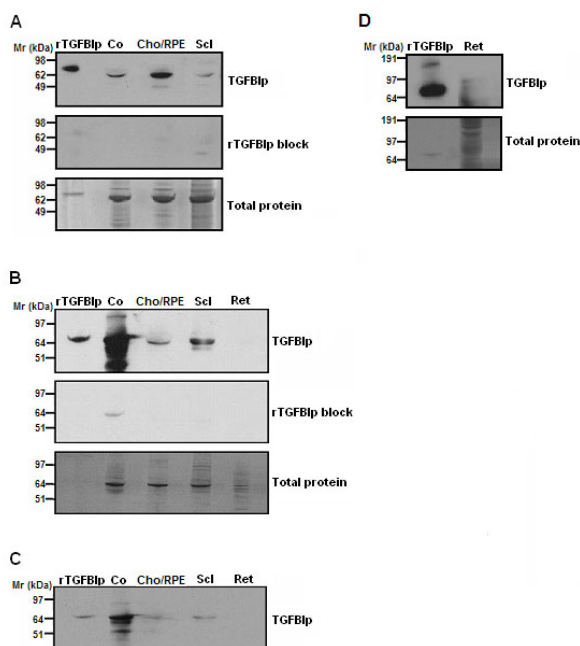 A
Mr (kDa) rTGFBIp Co Cho/RPE Scl
98
62
49
TGFBIp
98
62
49
rTGFBIp block
98
62
49
Total protein
B
Mr (kDa) rTGFBIp Co Cho/RPE Scl Ret
97
64
51
TGFBIp
97
64
51
rTGFBIp block
97
64
51
Total protein
C
Mr (kDa) rTGFBIp Co Cho/RPE Scl Ret
97
64
51
TGFBIp
D
Mr (kDa) rTGFBIp Ret
191
97
64
TGFBIp
191
97
64
Total protein